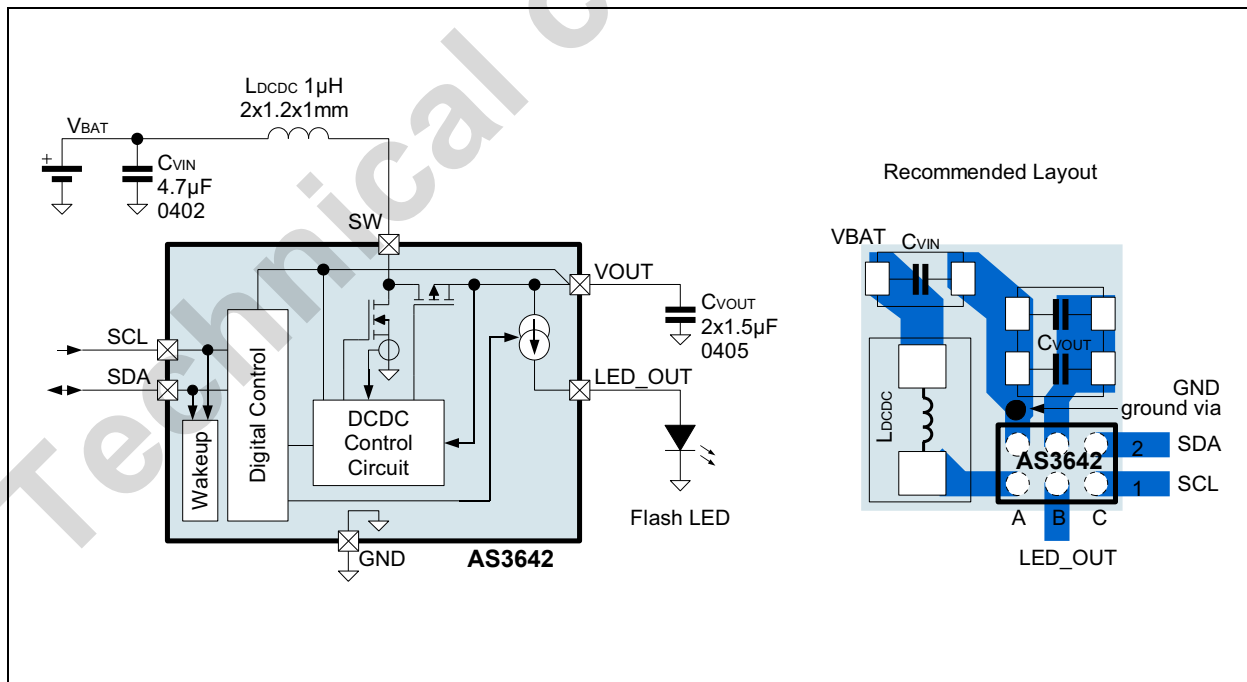 Technical c
LDCDC 1µH
2x1.2x1mm
VBAT
+
CVIN
4.7µF
0402
SW
VOUT
CVOUT
2x1.5µF
0405
SCL
SDA
LED_OUT
Wakeup
Digital Control
DCDC
Control
Circuit
Flash LED
GND
AS3642
Recommended Layout
VBAT
CVIN
CVOUT
GND
ground via
LDCDC
AS3642
2
SDA
1
SCL
A
B
C
LED_OUT